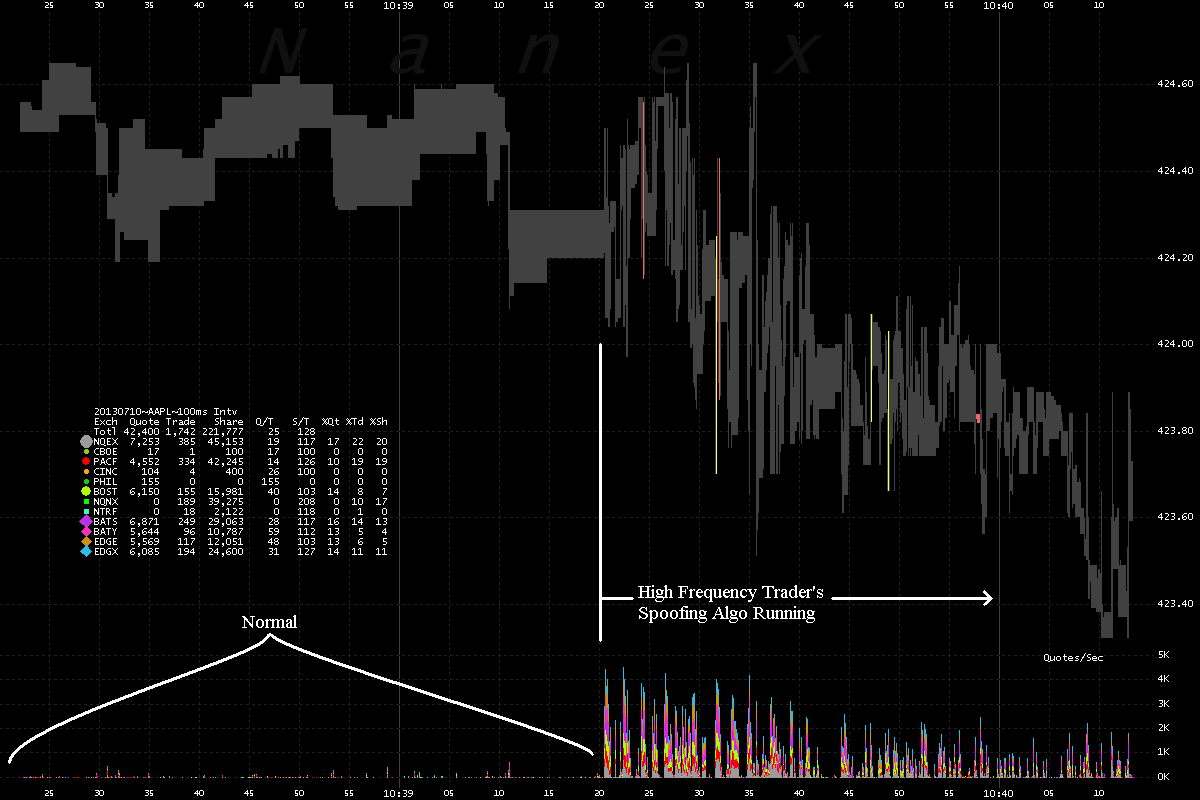 25 30 35 40 45 50 55 10:39 05 10 15 20 25 30 35 40 45 50 55 10:40 05 10
Nanex
424.60
424.40
424.20
424.00
423.80
423.60
423.40
20130710~AAPL~100ms Intv
Exch Quote Trade Share Q/T S/T %Qt %Td %Sh
Totl 42,400 1,742 221,777 25 128
NQEX 7,253 385 45,153 19 117 17 22 20
CBOE 17 1 100 17 100 0 0 0
PACF 4,552 334 42,245 14 126 10 19 19
CINC 104 4 400 26 100 0 0 0
PHIL 155 0 0 155 0 0 0 0
BOST 6,150 155 15,981 40 103 14 8 7
NQNX 0 189 39,275 0 208 0 10 17
NTRF 0 18 2,122 0 118 0 1 0
BATS 6,871 249 29,063 28 117 16 14 13
BATY 5,644 96 10,787 59 112 13 5 4
EDGE 5,569 117 12,051 48 103 13 6 5
EDGX 6,085 194 24,600 31 127 14 11 11
High Frequency Trader's
Spoofing Algo Running
Normal
Quotes/Sec
5K
4K
3K
2K
1K
0K
25 30 35 40 45 50 55 10:39 05 10 15 20 25 30 35 40 45 50 55 10:40 05 10